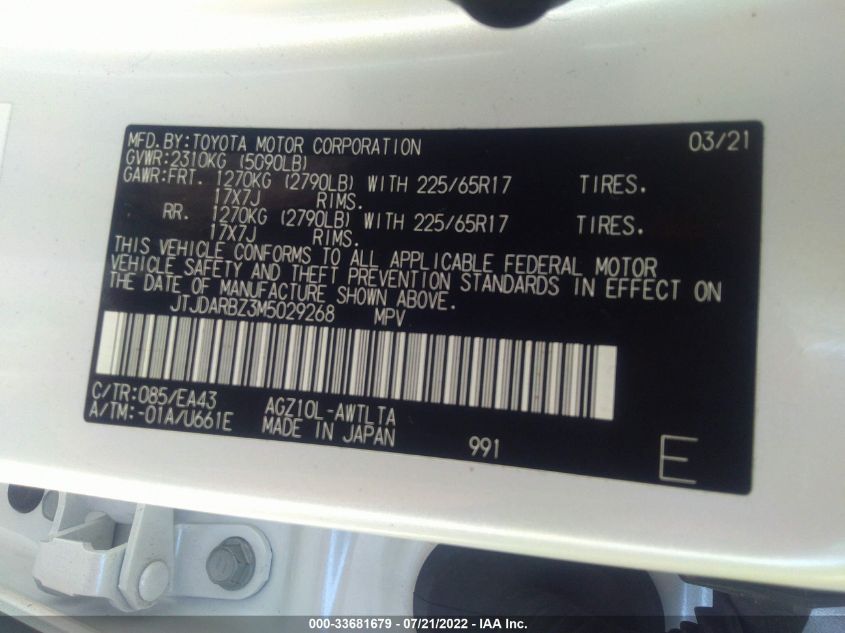 MFD. BY: TOYOTA MOTOR CORPORATION 03/21
GVWR: 2310KG (5090LB)
GAWR: FRT. 1270KG (2790LB) WITH 225/65R17 TIRES.
17X7J RIMS.
RR. 1270KG (2790LB) WITH 225/65R17 TIRES.
17X7J RIMS.
THIS VEHICLE CONFORMS TO ALL APPLICABLE FEDERAL MOTOR
VEHICLE SAFETY AND THEFT PREVENTION STANDARDS IN EFFECT ON
THE DATE OF MANUFACTURE SHOWN ABOVE.
JTJDARBZ3M5029268 MPV
C/TR: 085/EA43 AGZ10L-AWTLTA
A/TM: -01A/U661E MADE IN JAPAN 991 E
000-33681679 - 07/21/2022 - IAA Inc.